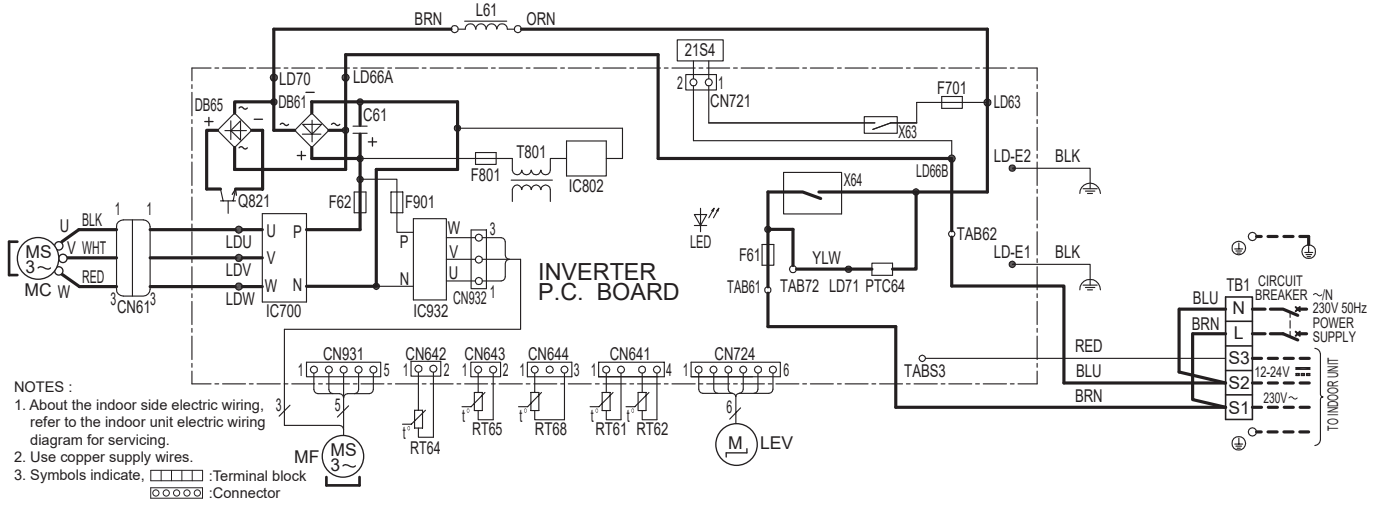 BRN L61 ORN
21S4
2 1
CN721
LD70 LD66A
DB65 DB61
~ ~ − +
C61
+
F701
LD63
X63
LD66B
LD-E2 BLK
T801
F801
IC802
Q821
F62 F901
X64
LED
F61
YLW
TAB61
TAB72 LD71 PTC64
TAB62
LD-E1 BLK
MS
3~
MC
U BLK
V WHT
W RED
1 1
3 3
CN61
LDU
LDV
LDW
U P
V
W N
IC700
P
N
W
V
U
IC932
3
1
CN932
INVERTER
P.C. BOARD
TB1
N
L
S3
S2
S1
BLU
BRN
CIRCUIT
BREAKER
~/N
230V 50Hz
POWER
SUPPLY
12-24V
230V~
TO INDOOR UNIT
TABS3
RED
BLU
BRN
CN931
1 5
CN642
1 2
CN643
1 2
CN644
1 3
CN641
1 4
CN724
1 6
3 5 6
t° t° t° t° t°
RT64 RT65 RT68 RT61 RT62
MF
MS
3~
M
LEV
NOTES :
1. About the indoor side electric wiring,
refer to the indoor unit electric wiring
diagram for servicing.
2. Use copper supply wires.
3. Symbols indicate, :Terminal block
:Connector